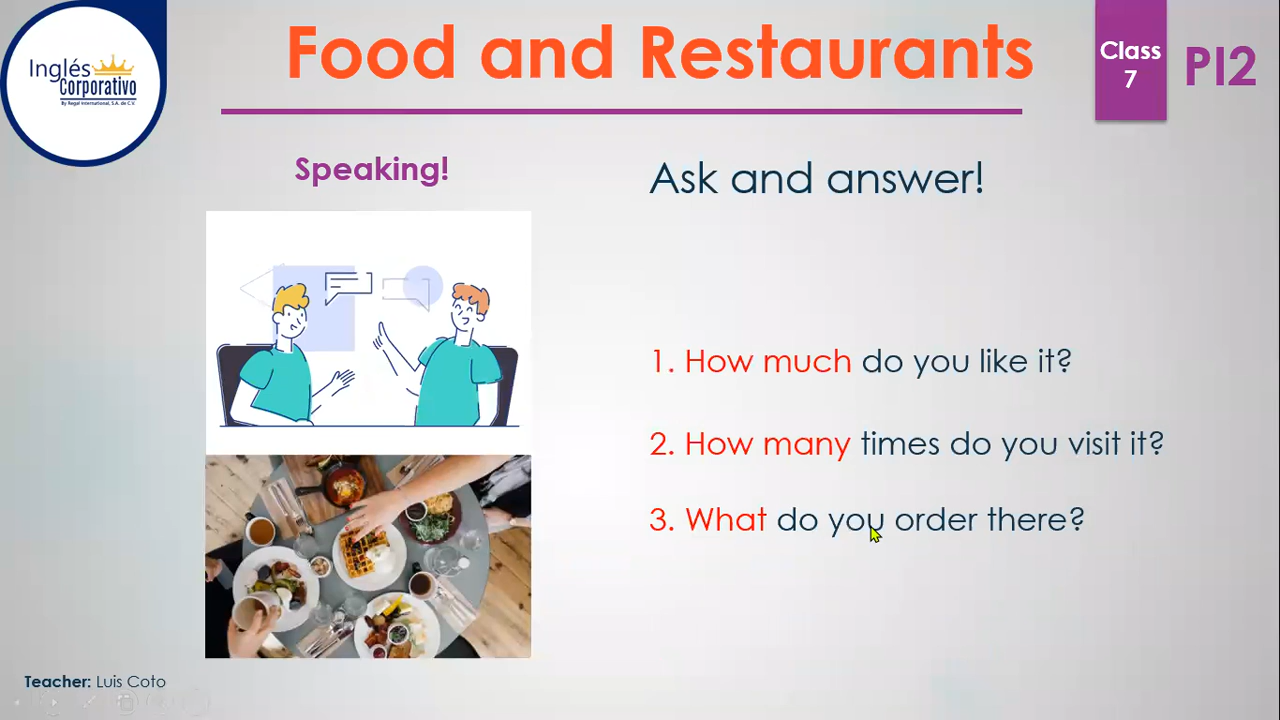 Inglés
Corporativo
By Regal International, S.A. de C.V.
Food and Restaurants
Class
7
PI2
Speaking!
Ask and answer!
1. How much do you like it?
2. How many times do you visit it?
3. What do you order there?
Teacher: Luis Coto